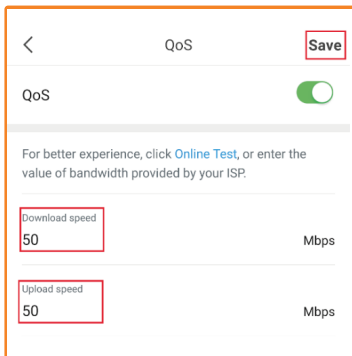 QoS Save
QoS
For better experience, click Online Test, or enter the
value of bandwidth provided by your ISP.
Download speed
50 Mbps
Upload speed
50 Mbps